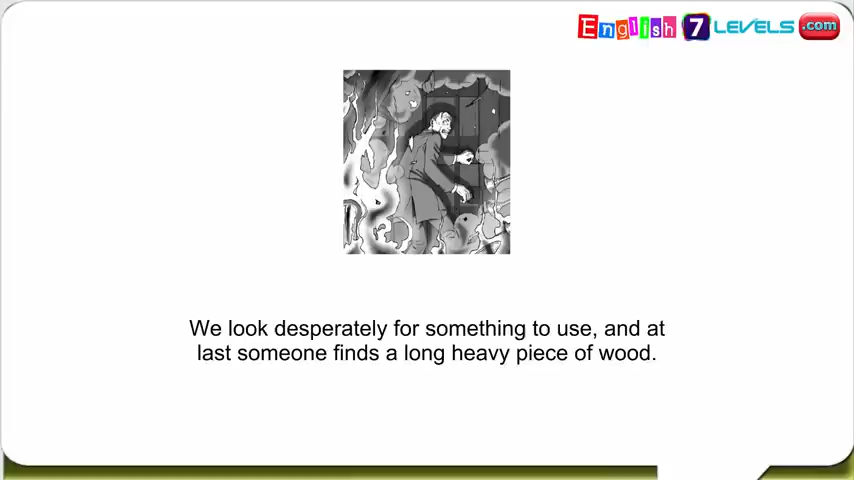 English 7 LEVELS .com
We look desperately for something to use, and at
last someone finds a long heavy piece of wood.